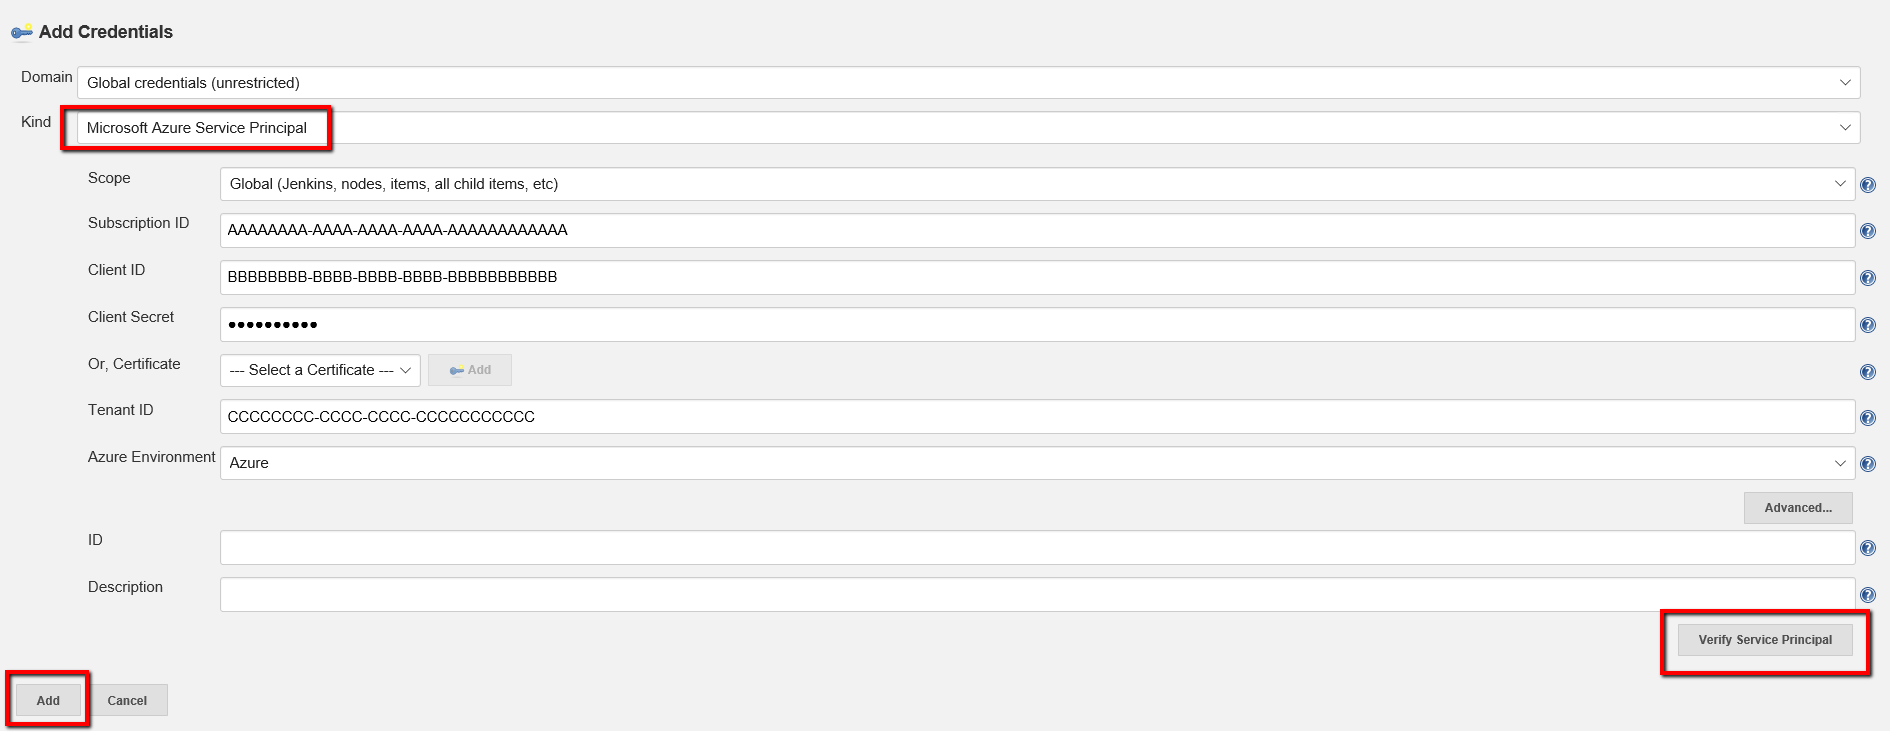 Add Credentials
Domain Global credentials (unrestricted)
Kind Microsoft Azure Service Principal
Scope Global (Jenkins, nodes, items, all child items, etc)
Subscription ID AAAAAAAA-AAAA-AAAA-AAAA-AAAAAAAAAAAA
Client ID BBBBBBBB-BBBB-BBBB-BBBB-BBBBBBBBBBB
Client Secret ●●●●●●●●●●
Or, Certificate --- Select a Certificate --- Add
Tenant ID CCCCCCCC-CCCC-CCCC-CCCCCCCCCCC
Azure Environment Azure
Advanced...
ID
Description
Verify Service Principal
Add Cancel